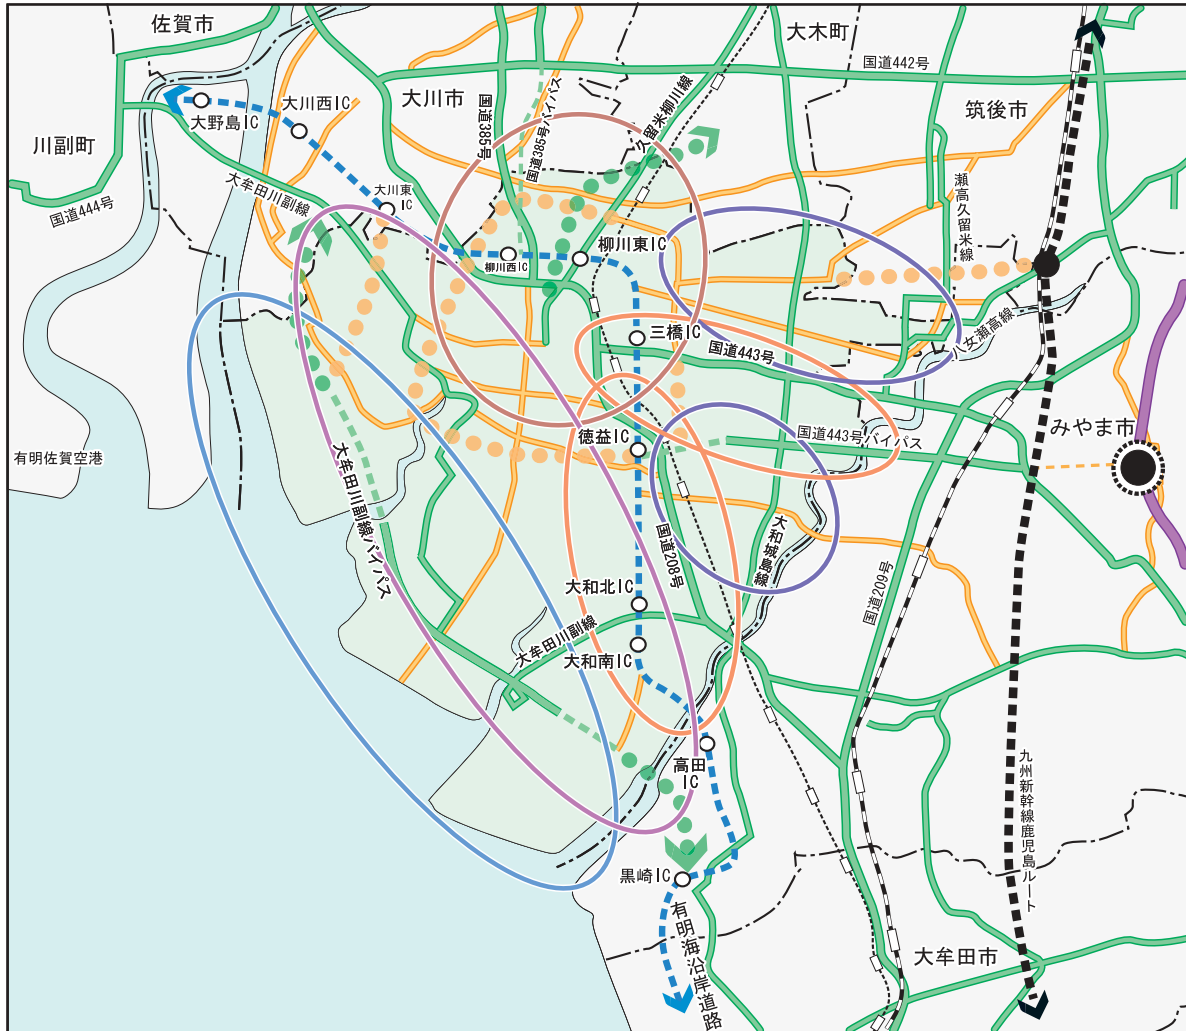 佐賀市
大木町
国道442号
大川市
国道385号
国道385号バイパス
久留米柳川線
筑後市
大野島IC
大川西IC
川副町
国道444号
大牟田川副線
大川東
IC
瀬高久留米線
柳川東IC
柳川西IC
三橋IC
国道443号
八女瀬高線
みやま市
徳益IC
国道443号バイパス
有明佐賀空港
大牟田川副線バイパス
国道208号
大和城島線
国道209号
大和北IC
大牟田川副線
大和南IC
高田
IC
九州新幹線鹿児島ルート
黒崎IC
有明海沿岸道路
大牟田市